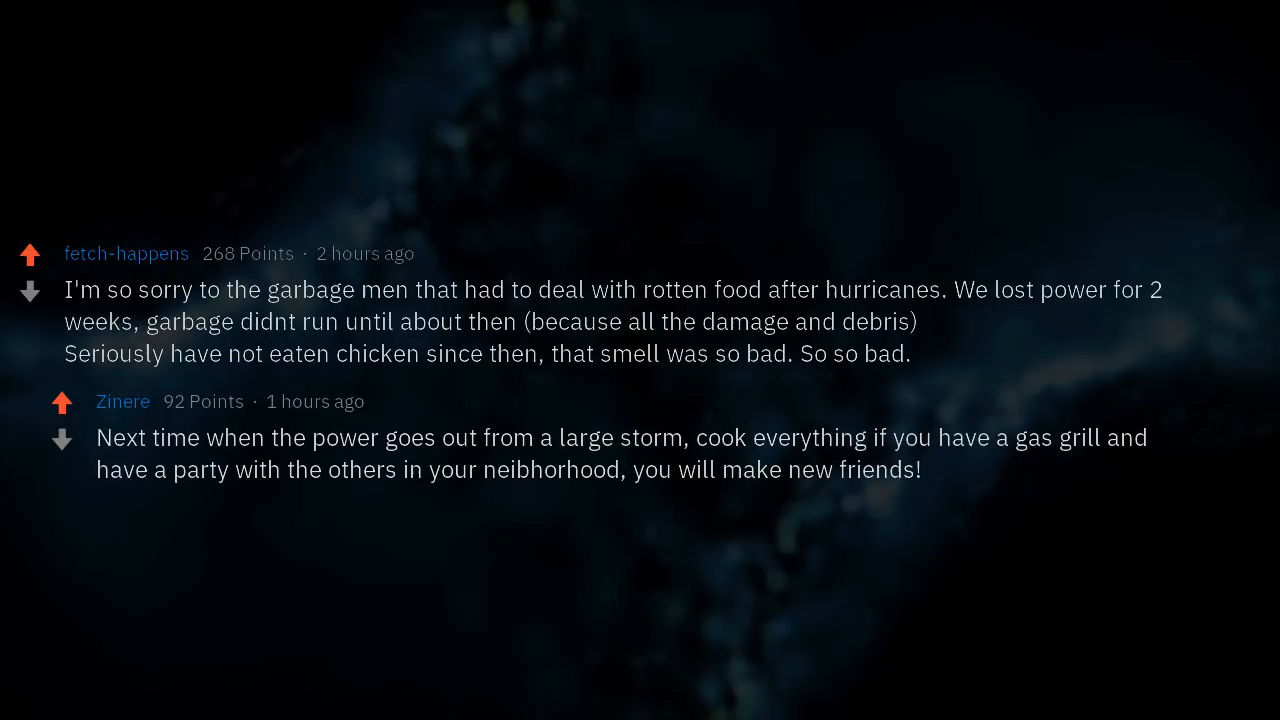 fetch-happens 268 Points · 2 hours ago
I'm so sorry to the garbage men that had to deal with rotten food after hurricanes. We lost power for 2
weeks, garbage didnt run until about then (because all the damage and debris)
Seriously have not eaten chicken since then, that smell was so bad. So so bad.
Zinere 92 Points · 1 hours ago
Next time when the power goes out from a large storm, cook everything if you have a gas grill and
have a party with the others in your neibhorhood, you will make new friends!